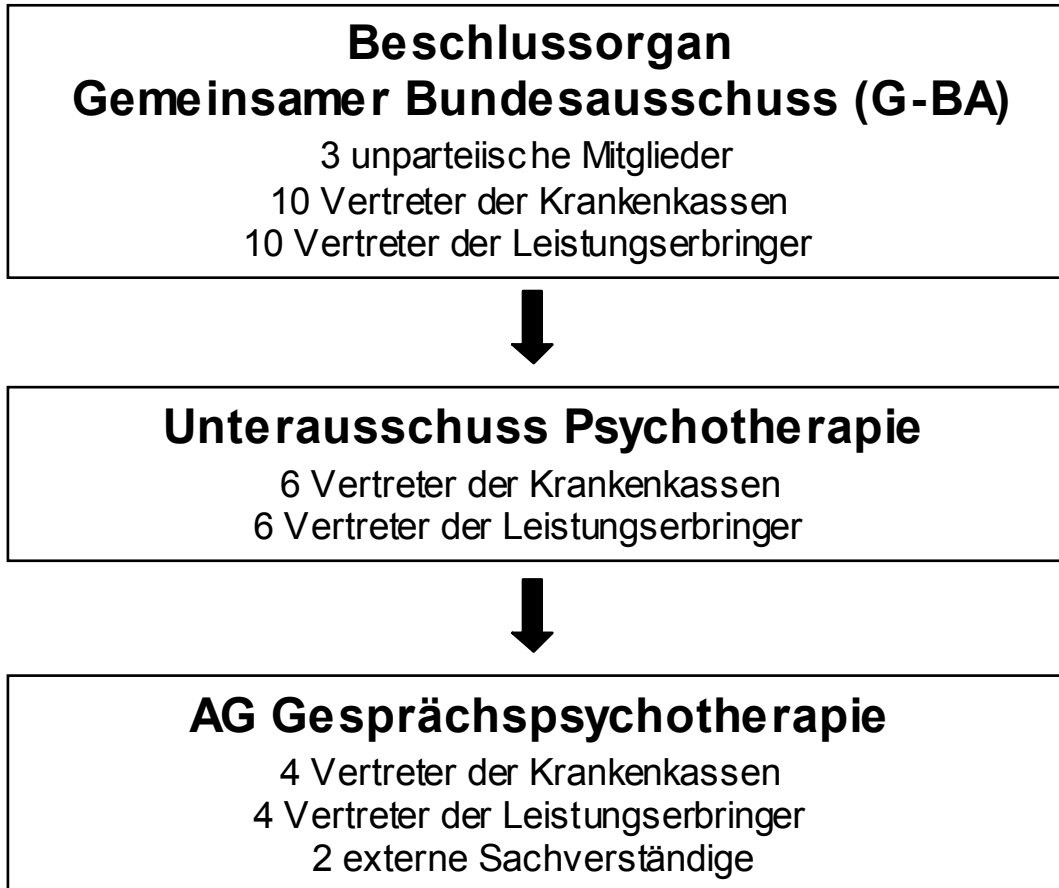 Beschlussorgan
Gemeinsamer Bundesausschuss (G-BA)
3 unparteiische Mitglieder
10 Vertreter der Krankenkassen
10 Vertreter der Leistungserbringer
Unterausschuss Psychotherapie
6 Vertreter der Krankenkassen
6 Vertreter der Leistungserbringer
AG Gesprächspsychotherapie
4 Vertreter der Krankenkassen
4 Vertreter der Leistungserbringer
2 externe Sachverständige